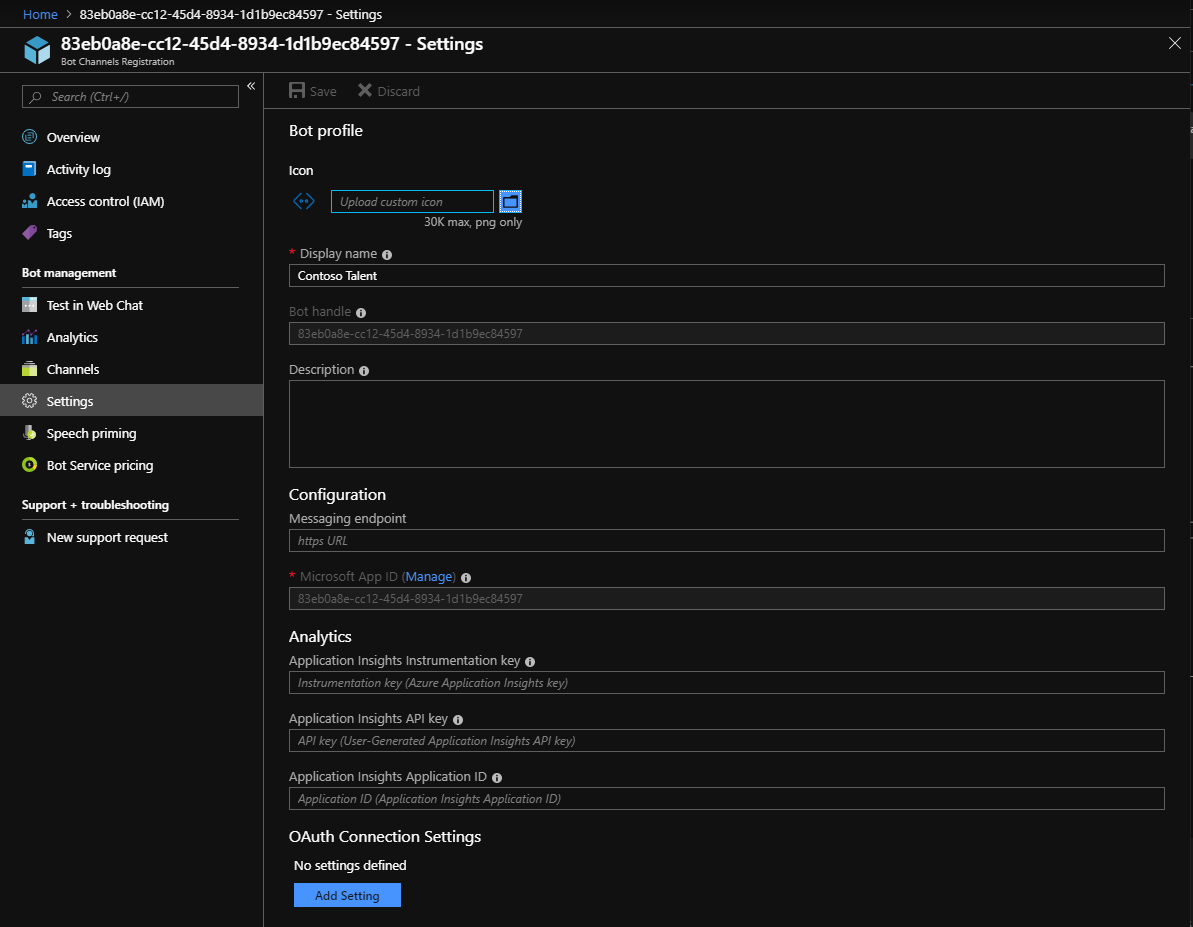 Home > 83eb0a8e-cc12-45d4-8934-1d1b9ec84597 - Settings
83eb0a8e-cc12-45d4-8934-1d1b9ec84597 - Settings
Bot Channels Registration
Search (Ctrl+/)
Overview
Activity log
Access control (IAM)
Tags
Bot management
Test in Web Chat
Analytics
Channels
Settings
Speech priming
Bot Service pricing
Support + troubleshooting
New support request
Save Discard
Bot profile
Icon
Upload custom icon
30K max, png only
* Display name
Contoso Talent
Bot handle
83eb0a8e-cc12-45d4-8934-1d1b9ec84597
Description
Configuration
Messaging endpoint
https URL
* Microsoft App ID (Manage)
83eb0a8e-cc12-45d4-8934-1d1b9ec84597
Analytics
Application Insights Instrumentation key
Instrumentation key (Azure Application Insights key)
Application Insights API key
API key (User-Generated Application Insights API key)
Application Insights Application ID
Application ID (Application Insights Application ID)
OAuth Connection Settings
No settings defined
Add Setting